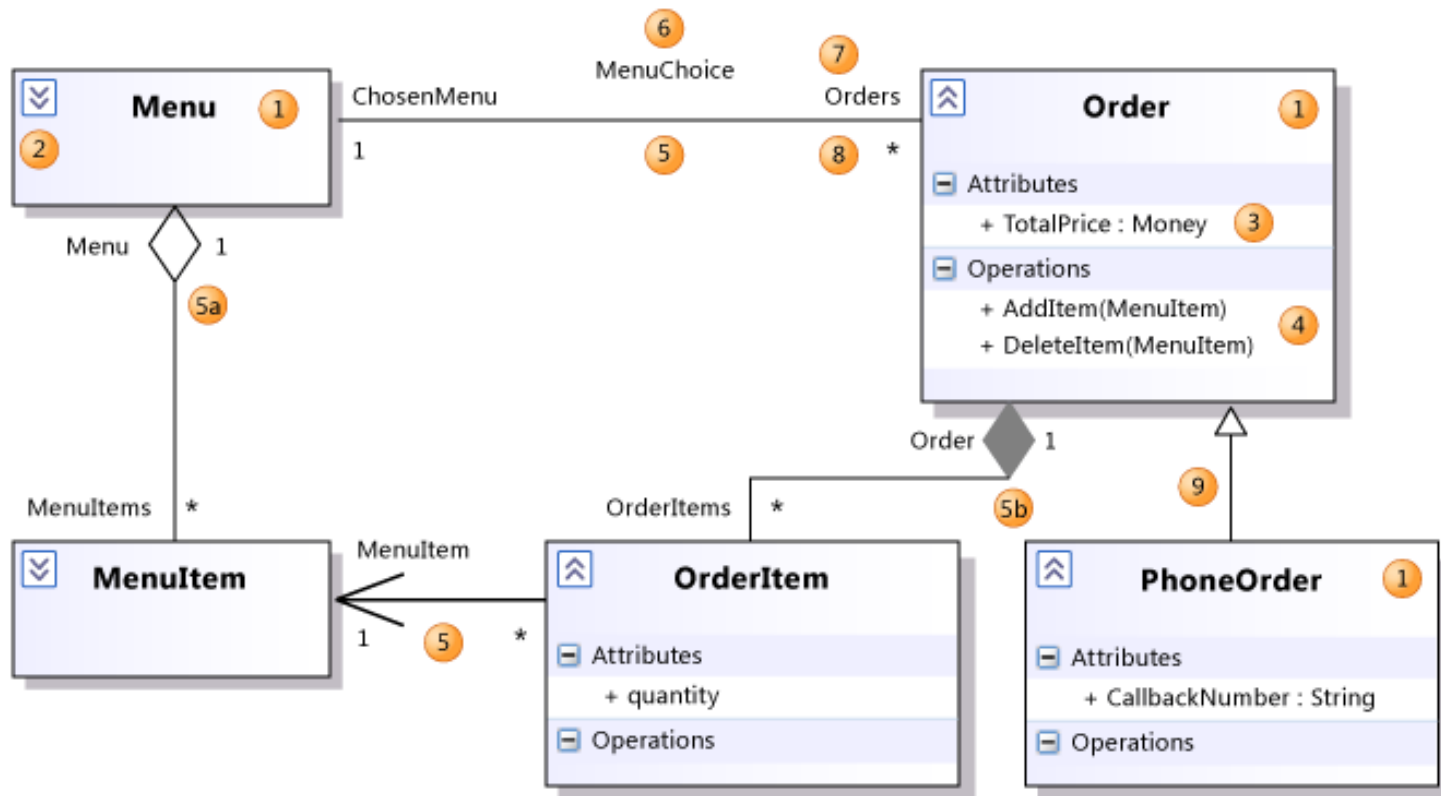 6
7
MenuChoice
Menu
1
ChosenMenu
Orders
Order
1
2
1
5
8
*
Attributes
+ TotalPrice : Money
3
Menu
1
Operations
5a
+ AddItem(MenuItem)
4
+ DeleteItem(MenuItem)
Order
1
9
MenuItems
*
OrderItems
*
5b
MenuItem
MenuItem
1
5
*
OrderItem
Attributes
+ quantity
Operations
PhoneOrder
1
Attributes
+ CallbackNumber : String
Operations